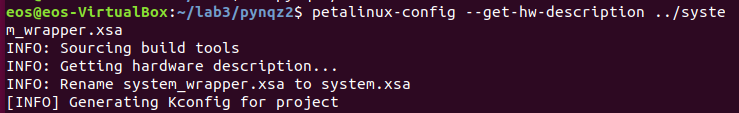 eos@eos-VirtualBox:~/lab3/pynqz2$ petalinux-config --get-hw-description ../syste
m_wrapper.xsa
INFO: Sourcing build tools
INFO: Getting hardware description...
INFO: Rename system_wrapper.xsa to system.xsa
[INFO] Generating Kconfig for project